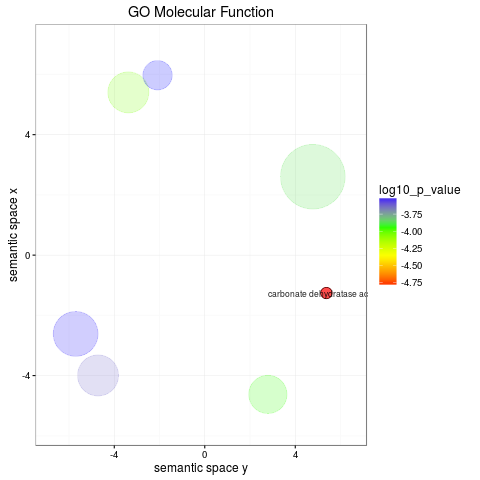 GO Molecular Function
semantic space x
4
0
-4
carbonate dehydratase ac
-4
0
4
semantic space y
log10_p_value
-3.75
-4.00
-4.25
-4.50
-4.75